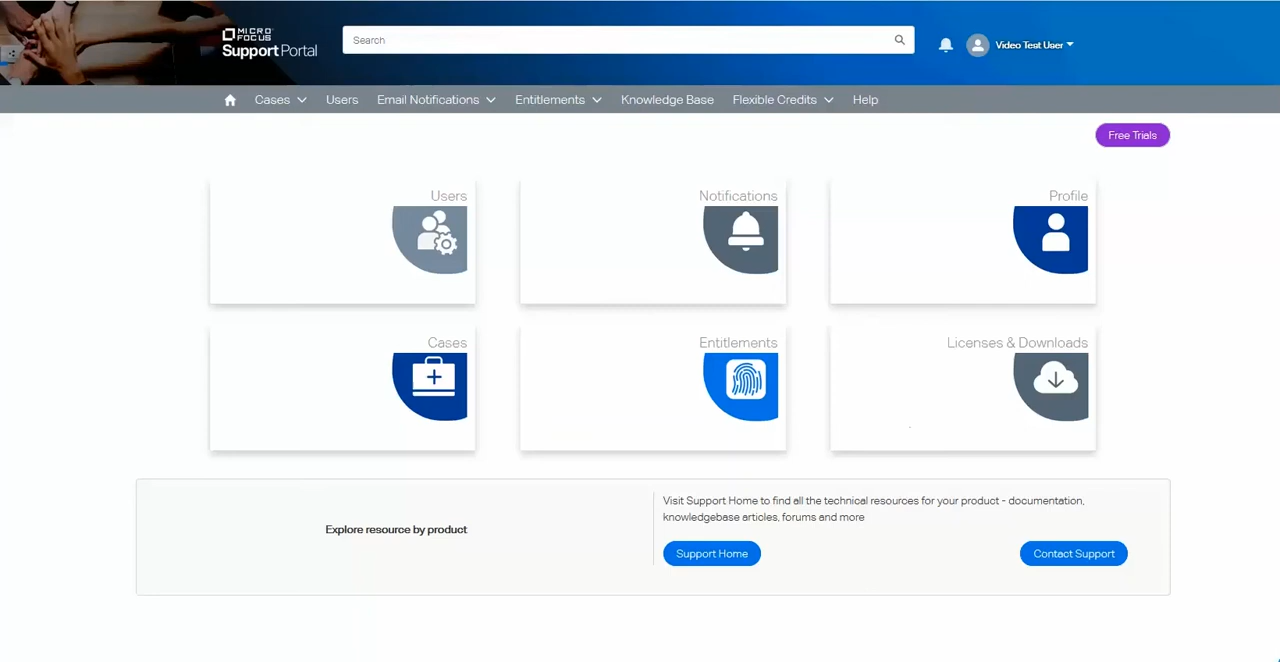 MICRO
FOCUS
Support Portal
Search
Video Test User
Cases
Users
Email Notifications
Entitlements
Knowledge Base
Flexible Credits
Help
Free Trials
Users
Notifications
Profile
Cases
Entitlements
Licenses & Downloads
Explore resource by product
Visit Support Home to find all the technical resources for your product - documentation,
knowledgebase articles, forums and more
Support Home
Contact Support